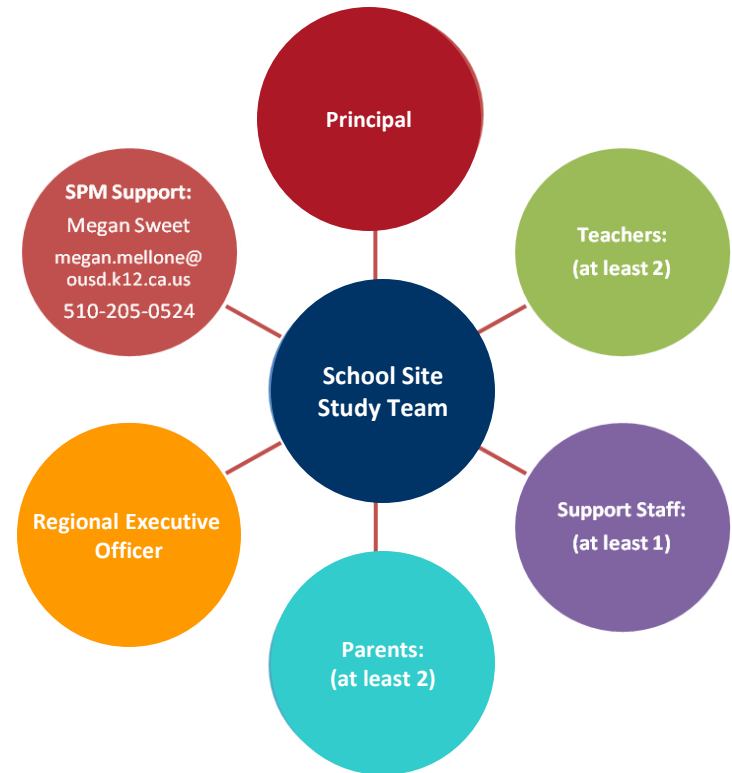 Principal
SPM Support:
Megan Sweet
megan.mellone@
ousd.k12.ca.us
510-205-0524
Teachers:
(at least 2)
School Site
Study Team
Regional Executive
Officer
Support Staff:
(at least 1)
Parents:
(at least 2)